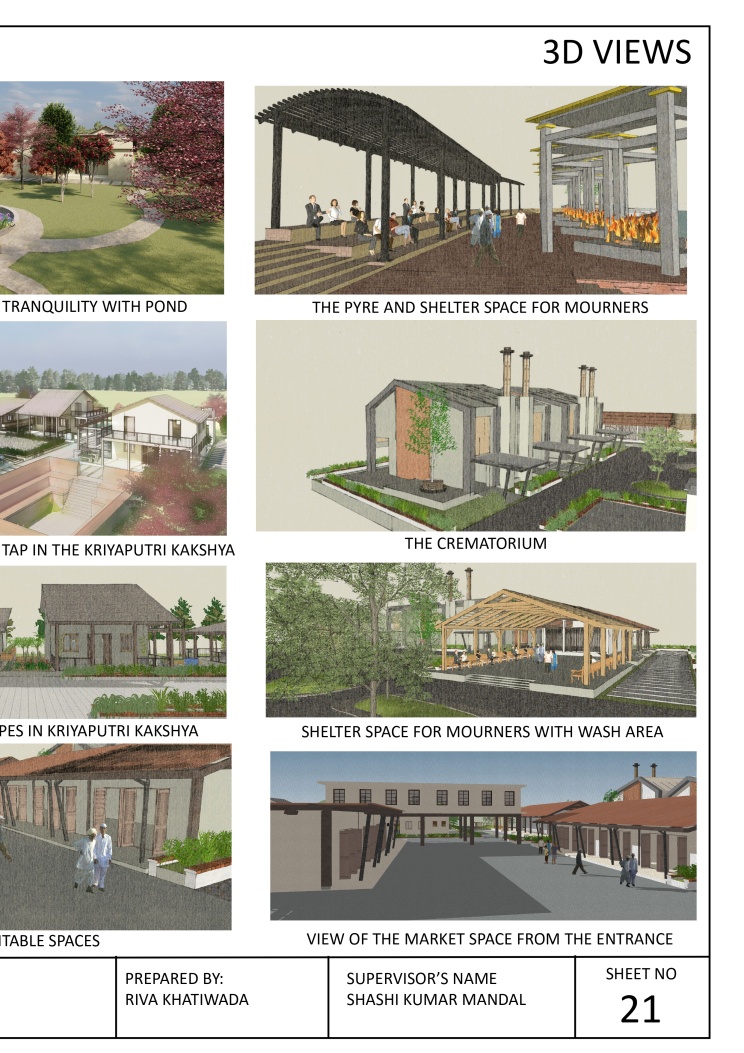 3D VIEWS
TRANQUILITY WITH POND
THE PYRE AND SHELTER SPACE FOR MOURNERS
TAP IN THE KRIYAPUTRI KAKSHYA
THE CREMATORIUM
PES IN KRIYAPUTRI KAKSHYA
SHELTER SPACE FOR MOURNERS WITH WASH AREA
TABLE SPACES
VIEW OF THE MARKET SPACE FROM THE ENTRANCE
PREPARED BY:
RIVA KHATIWADA
SUPERVISOR'S NAME
SHASHI KUMAR MANDAL
SHEET NO
21